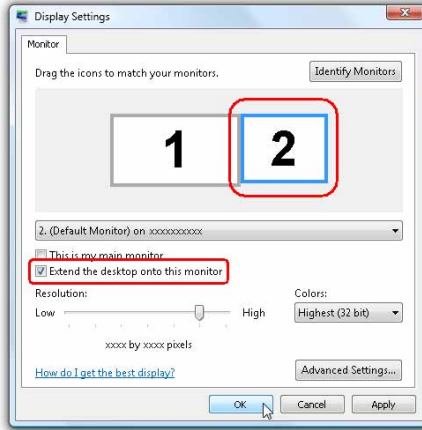 Display Settings
Monitor
Drag the icons to match your monitors.
Identify Monitors
1
2
2. (Default Monitor) on xxxxxxxxxx
This is my main monitor
Extend the desktop onto this monitor
Resolution:
Colors:
Low
High
Highest (32 bit)
xxxx by xxxx pixels
How do I get the best display?
Advanced Settings...
OK
Cancel
Apply